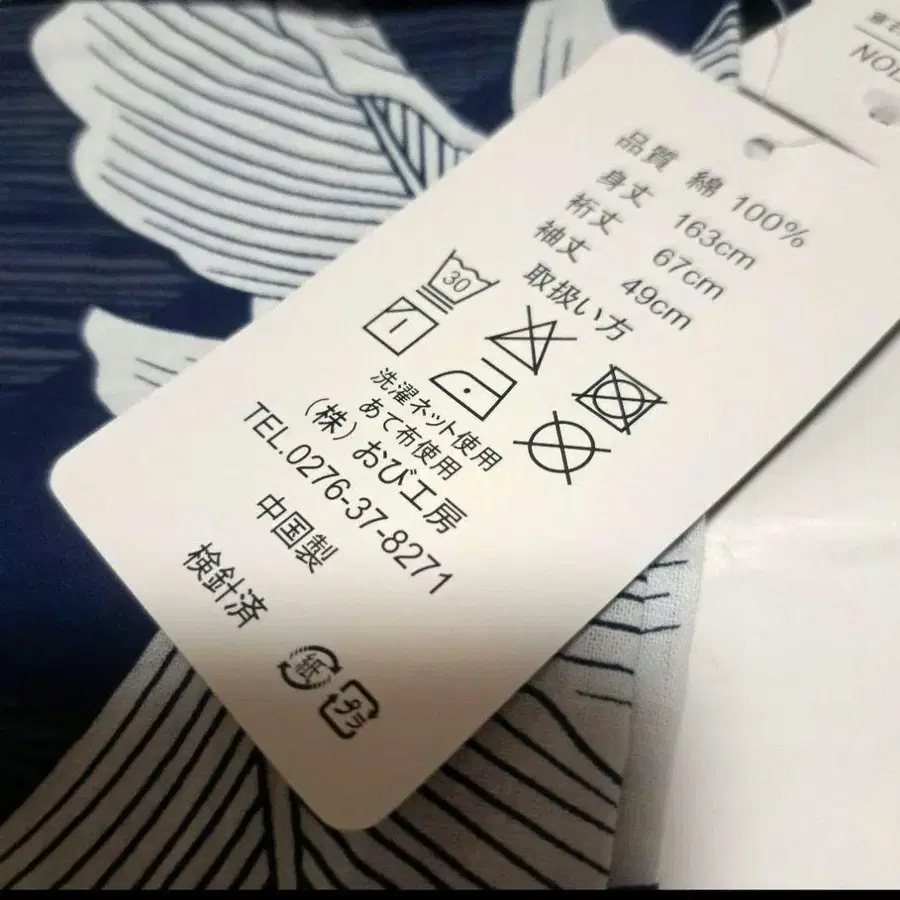 品質 綿 100%
身丈 163cm
裄丈 67cm
袖丈 49cm
取扱い方
30
洗濯ネット使用
あて布使用
(株)おび工房
TEL.0276-37-8271
中国製
検針済
紙
プラ